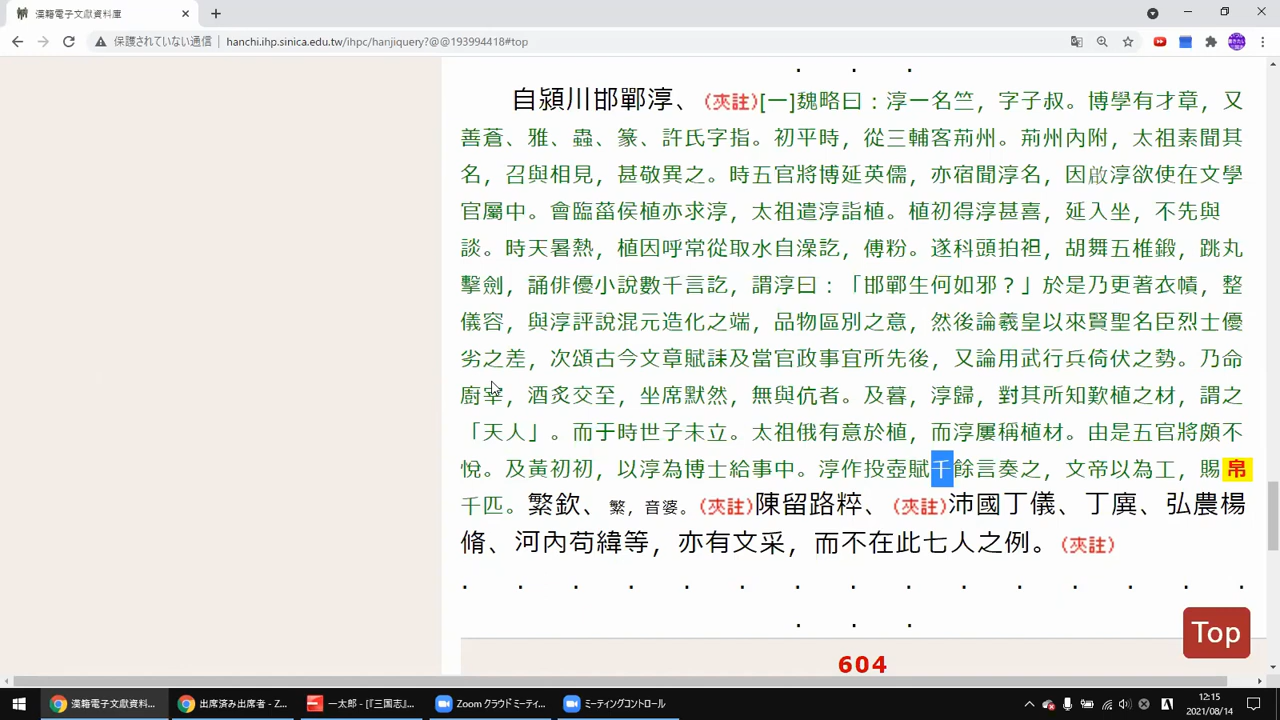 漢籍電子文獻資料庫
保護されていない通信 | hanchi.ihp.sinica.edu.tw/ihpc/hanjiquery?@@193994418#top
自潁川邯鄲淳、(夾註)[一]魏略曰：淳一名竺，字子叔。博學有才章，又
善蒼、雅、蟲、篆、許氏字指。初平時，從三輔客荊州。荊州內附，太祖素聞其
名，召與相見，甚敬異之。時五官將博延英儒，亦宿聞淳名，因啟淳欲使在文學
官屬中。會臨菑侯植亦求淳，太祖遣淳詣植。植初得淳甚喜，延入坐，不先與
談。時天暑熱，植因呼常從取水自澡訖，傅粉。遂科頭拍袒，胡舞五椎鍛，跳丸
擊劍，誦俳優小說數千言訖，謂淳曰：「邯鄲生何如邪？」於是乃更著衣幘，整
儀容，與淳評說混元造化之端，品物區別之意，然後論羲皇以來賢聖名臣烈士優
劣之差，次頌古今文章賦誄及當官政事宜所先後，又論用武行兵倚伏之勢。乃命
廚宰，酒炙交至，坐席默然，無與伉者。及暮，淳歸，對其所知歎植之材，謂之
「天人」。而于時世子未立。太祖俄有意於植，而淳屢稱植材。由是五官將頗不
悅。及黃初初，以淳為博士給事中。淳作投壺賦千餘言奏之，文帝以為工，賜帛
千匹。繁欽、繁，音婆。(夾註)陳留路粹、(夾註)沛國丁儀、丁廙、弘農楊
脩、河內荀緯等，亦有文采，而不在此七人之例。(夾註)
Top
604
漢籍電子文獻資料...
出席済み出席者 - Z...
一太郎 - [『三国志』...
Zoom クラウドミーティ...
ミーティングコントロール
A
12:15
2021/08/14